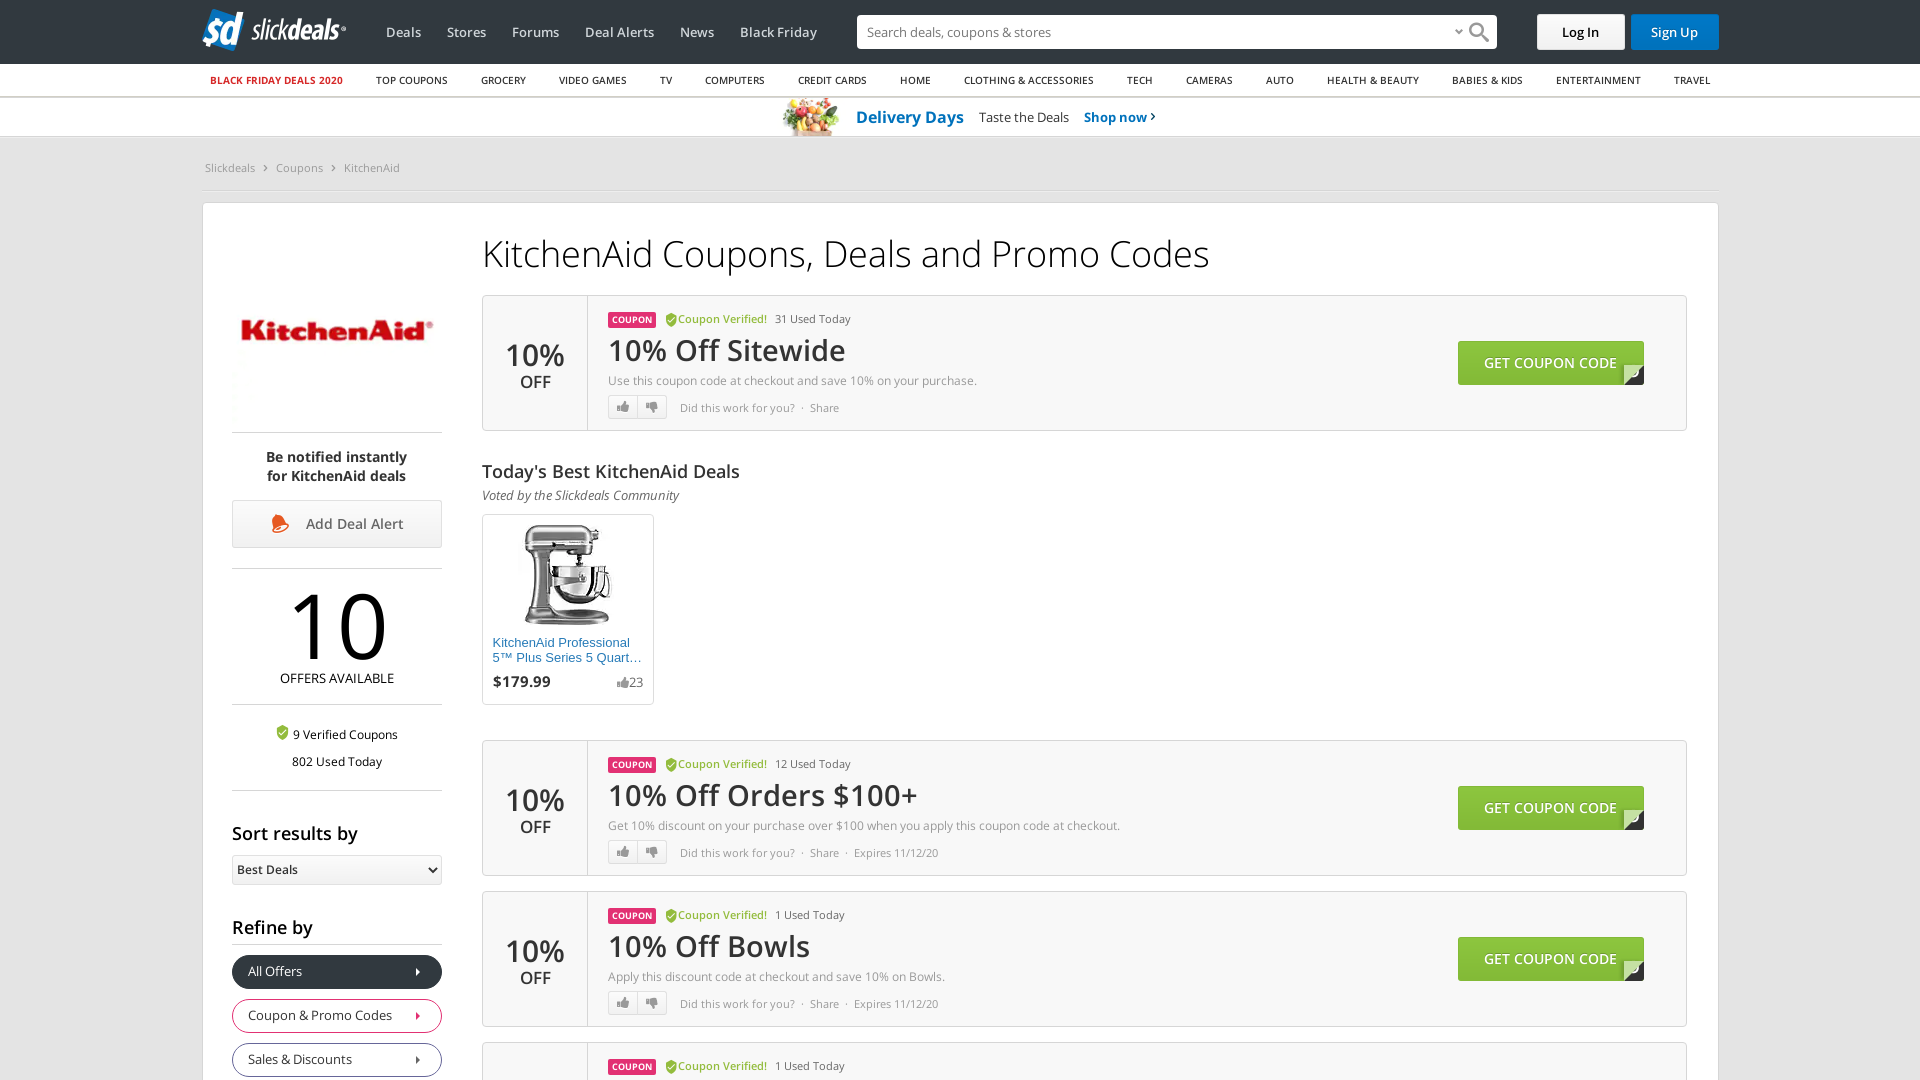 sd slickdeals
Deals Stores Forums Deal Alerts News Black Friday
Search deals, coupons & stores
Log In
Sign Up
BLACK FRIDAY DEALS 2020 TOP COUPONS GROCERY VIDEO GAMES TV COMPUTERS CREDIT CARDS HOME CLOTHING & ACCESSORIES TECH CAMERAS AUTO HEALTH & BEAUTY BABIES & KIDS ENTERTAINMENT TRAVEL
Delivery Days Taste the Deals Shop now
Slickdeals > Coupons > KitchenAid
KitchenAid®
Be notified instantly
for KitchenAid deals
Add Deal Alert
10
OFFERS AVAILABLE
9 Verified Coupons
802 Used Today
Sort results by
Best Deals
Refine by
All Offers
Coupon & Promo Codes
Sales & Discounts
KitchenAid Coupons, Deals and Promo Codes
10%
OFF
COUPON Coupon Verified! 31 Used Today
10% Off Sitewide
Use this coupon code at checkout and save 10% on your purchase.
Did this work for you? · Share
GET COUPON CODE
Today's Best KitchenAid Deals
Voted by the Slickdeals Community
KitchenAid Professional
5™ Plus Series 5 Quart…
$179.99 23
10%
OFF
COUPON Coupon Verified! 12 Used Today
10% Off Orders $100+
Get 10% discount on your purchase over $100 when you apply this coupon code at checkout.
Did this work for you? · Share · Expires 11/12/20
GET COUPON CODE
10%
OFF
COUPON Coupon Verified! 1 Used Today
10% Off Bowls
Apply this discount code at checkout and save 10% on Bowls.
Did this work for you? · Share · Expires 11/12/20
GET COUPON CODE
COUPON Coupon Verified! 1 Used Today